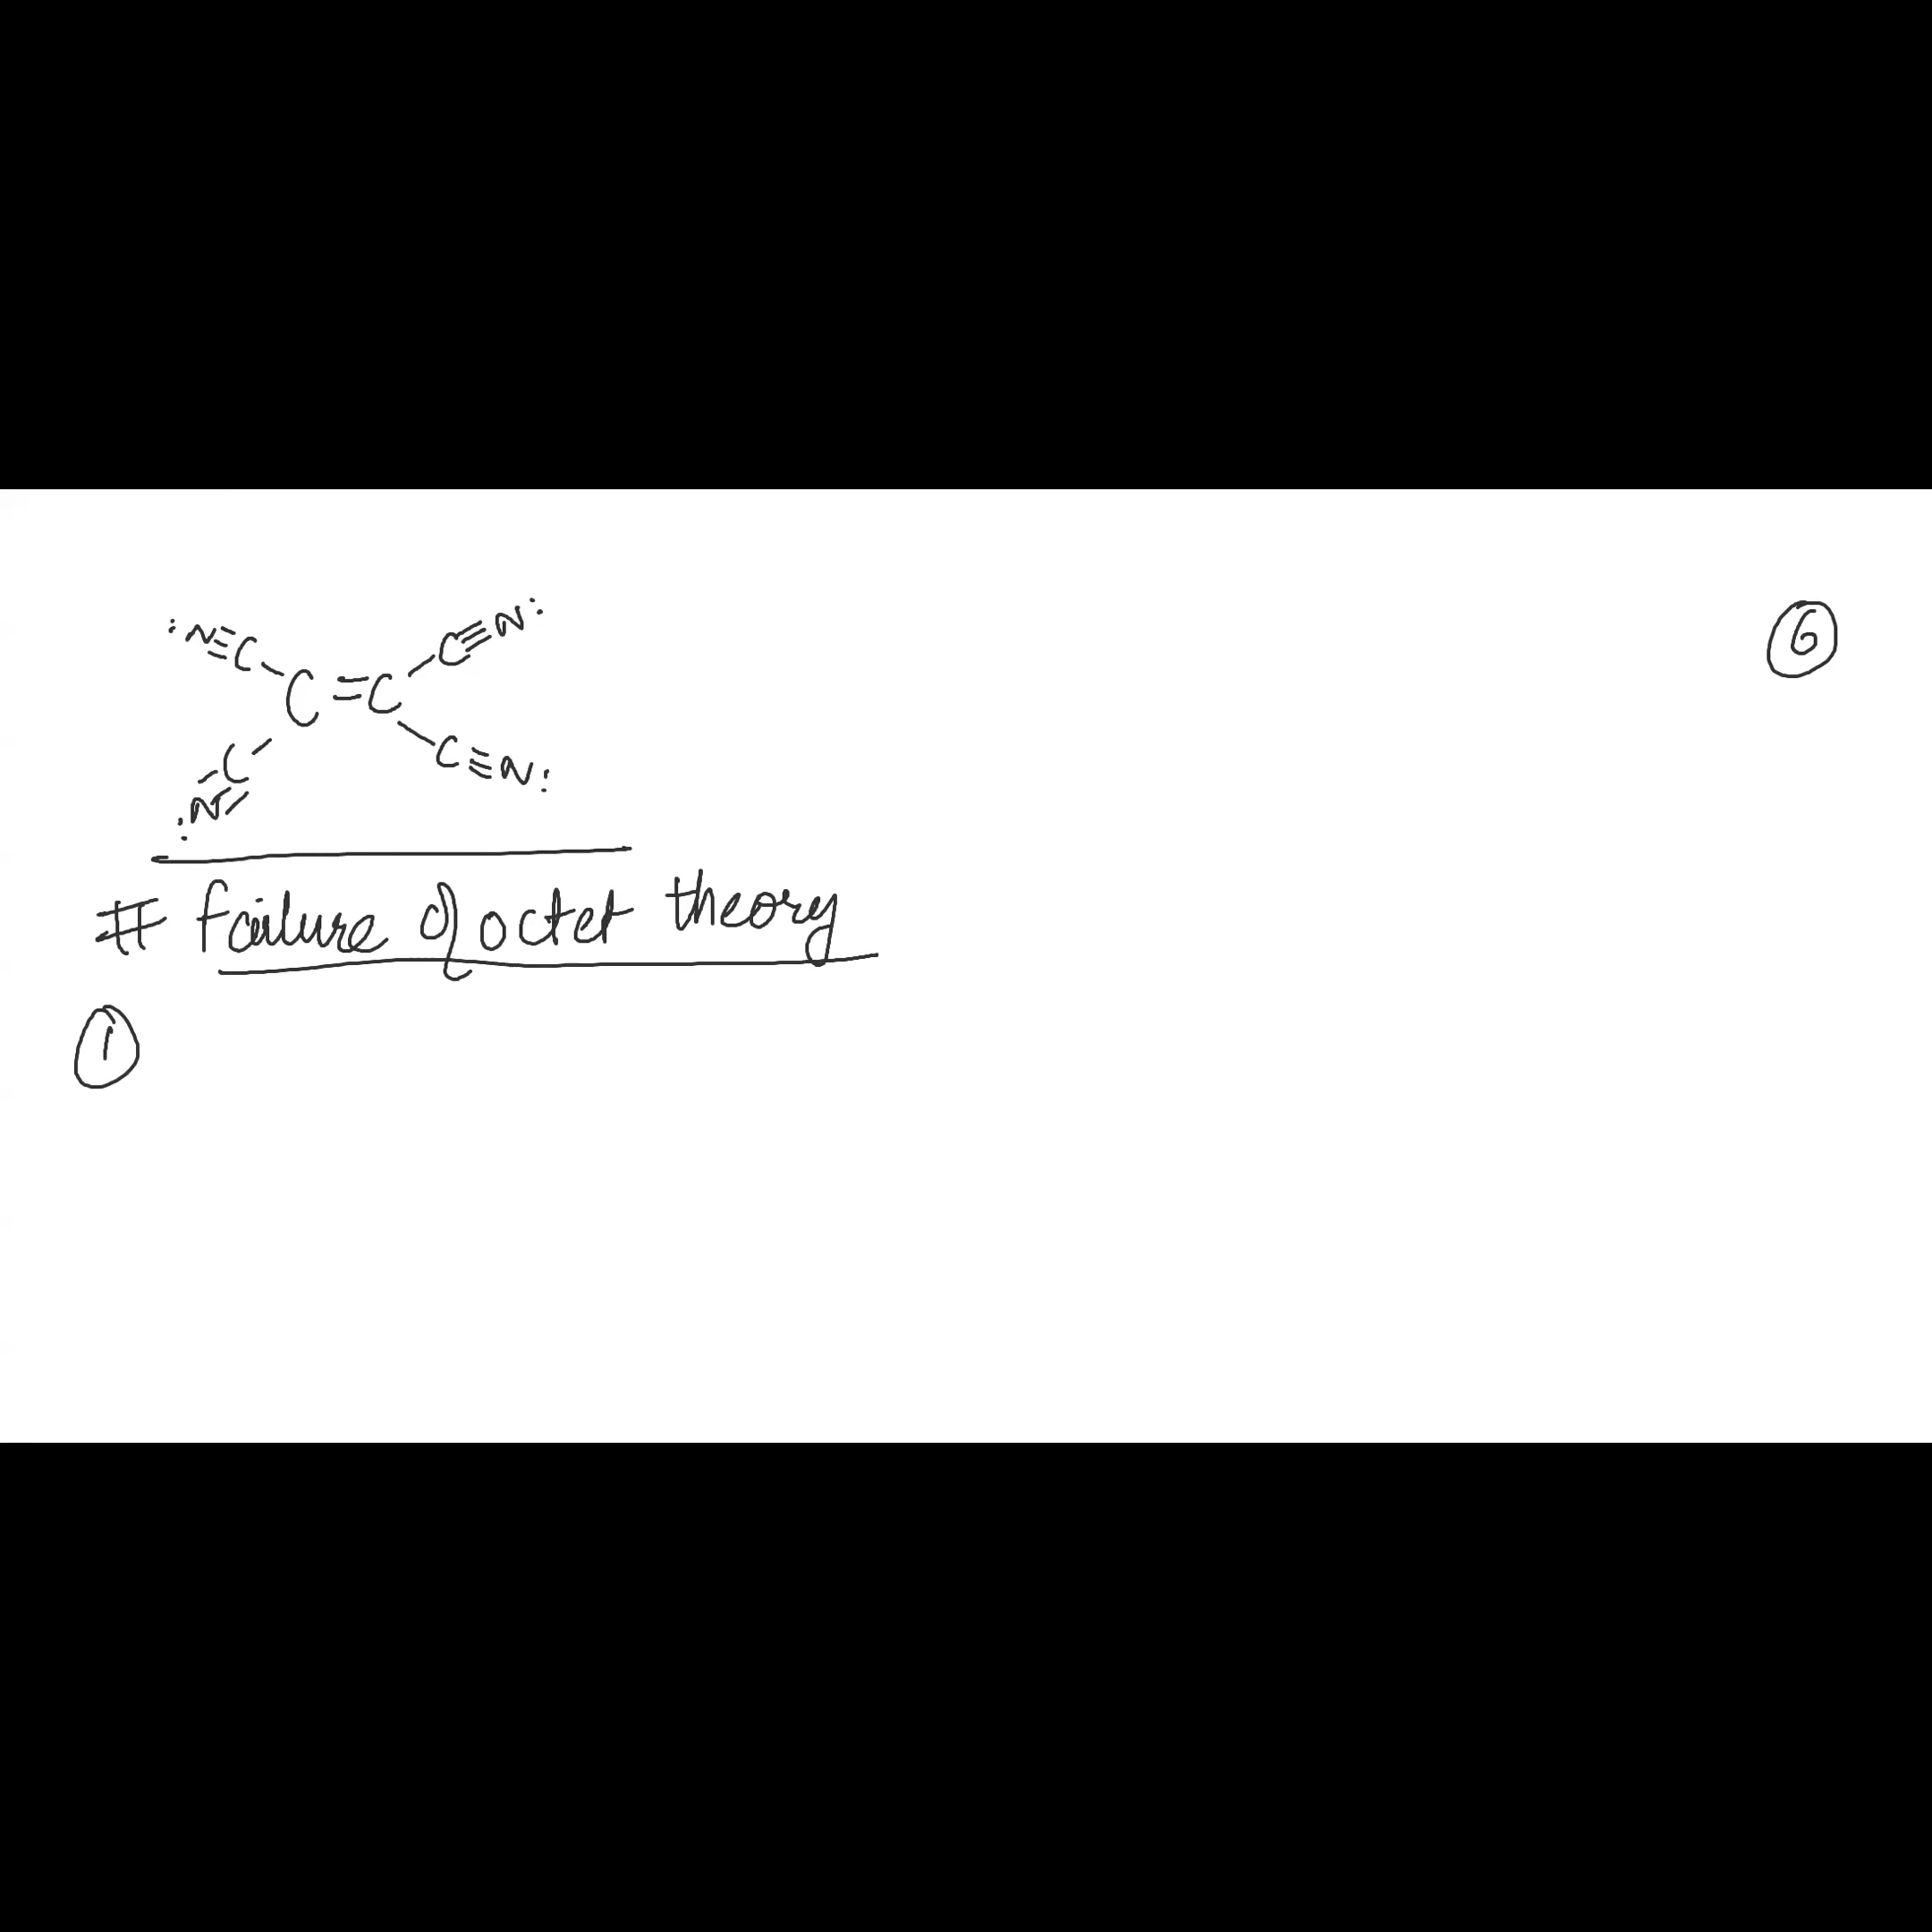 :N≡C C≡N:
C=C
:N≡C C≡N:
6
# failure of octet theory
1